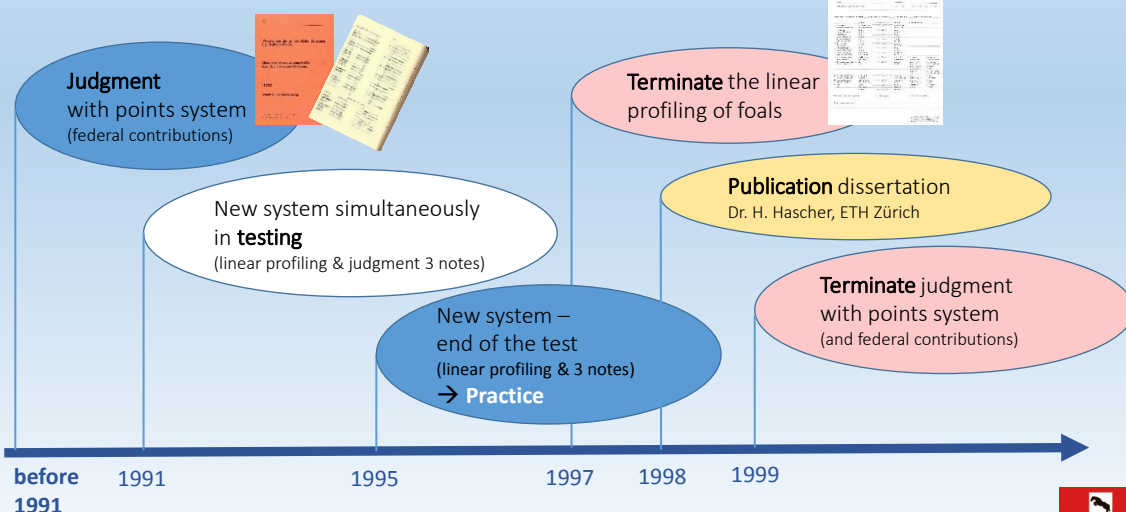 Judgment
with points system
(federal contributions)
New system simultaneously
in testing
(linear profiling & judgment 3 notes)
New system –
end of the test
(linear profiling & 3 notes)
→ Practice
Terminate the linear
profiling of foals
Publication dissertation
Dr. H. Hascher, ETH Zürich
Terminate judgment
with points system
(and federal contributions)
before
1991
1991
1995
1997
1998
1999